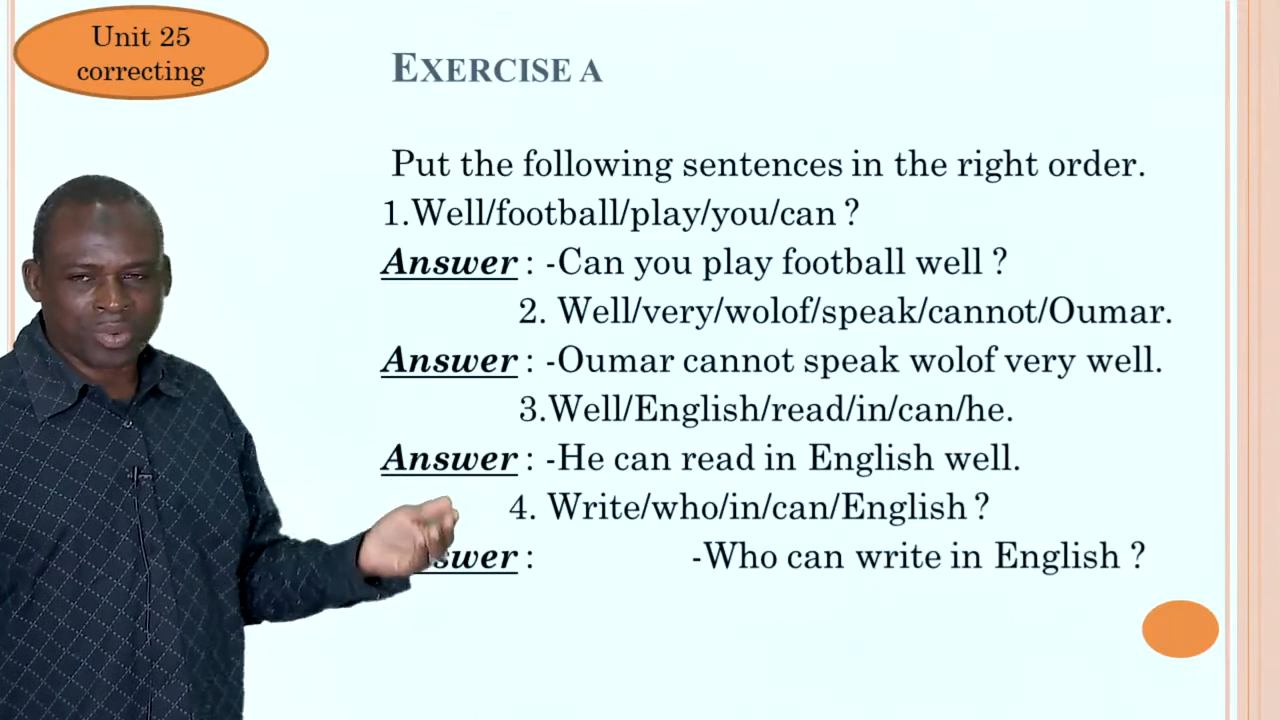 Unit 25
correcting
EXERCISE A
Put the following sentences in the right order.
1.Well/football/play/you/can ?
Answer : -Can you play football well ?
2. Well/very/wolof/speak/cannot/Oumar.
Answer : -Oumar cannot speak wolof very well.
3.Well/English/read/in/can/he.
Answer : -He can read in English well.
4. Write/who/in/can/English ?
swer : -Who can write in English ?